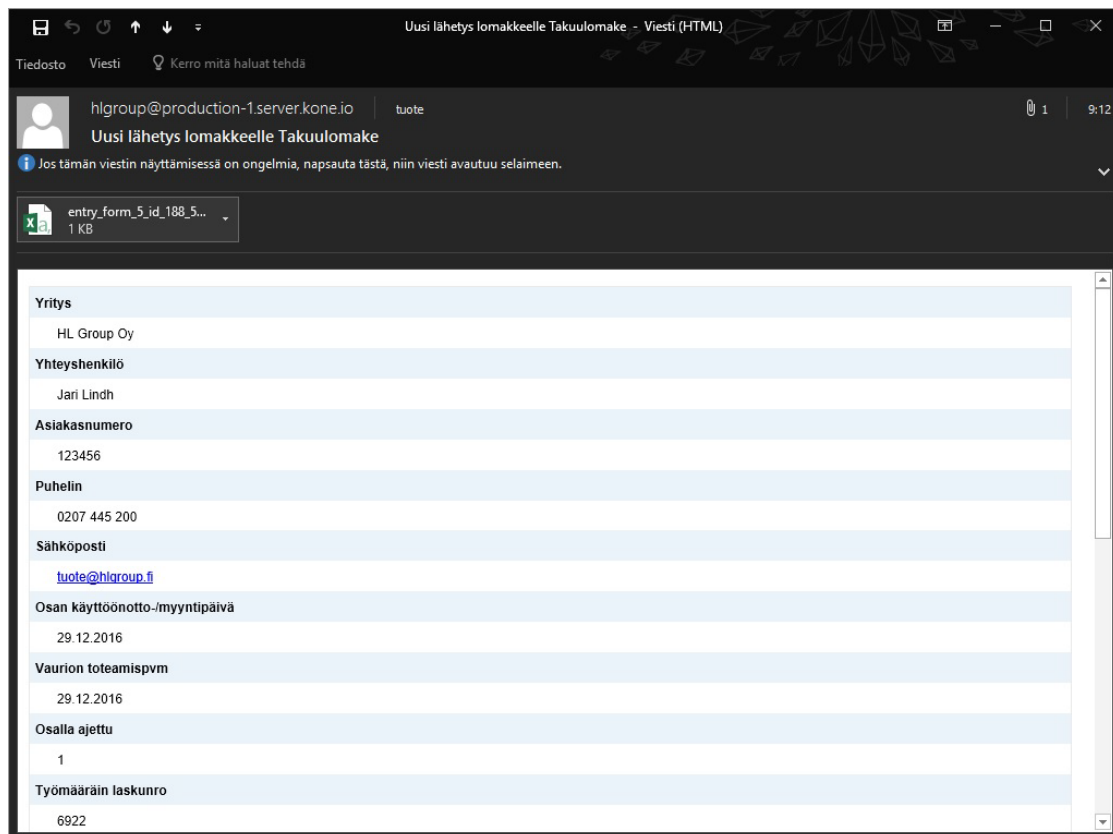 Uusi lähetys lomakkeelle Takuulomake - Viesti (HTML)
Tiedosto Viesti Kerro mitä haluat tehdä
hlgroup@production-1.server.kone.io tuote
1 9:12
Uusi lähetys lomakkeelle Takuulomake
Jos tämän viestin näyttämisessä on ongelmia, napsauta tästä, niin viesti avautuu selaimeen.
entry_form_5_id_188_5...
1 KB
Yritys
HL Group Oy
Yhteyshenkilö
Jari Lindh
Asiakasnumero
123456
Puhelin
0207 445 200
Sähköposti
tuote@hlgroup.fi
Osan käyttöönotto-/myyntipäivä
29.12.2016
Vaurion toteamispvm
29.12.2016
Osalla ajettu
1
Työmääräin laskunro
6922